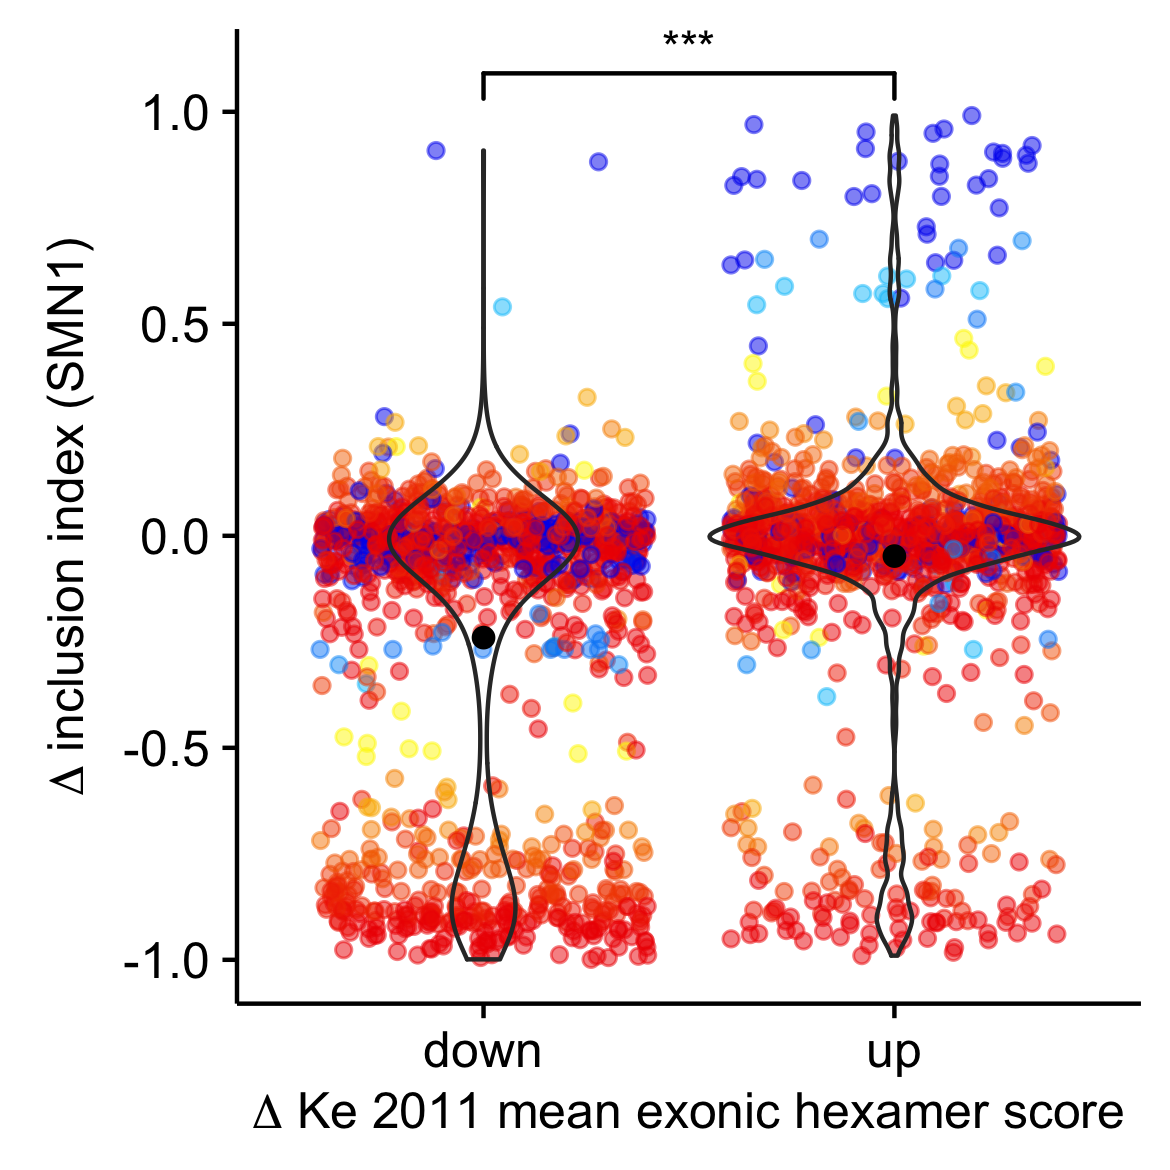 ***
1.0
0.5
0.0
-0.5
-1.0
Δ inclusion index (SMN1)
down up
Δ Ke 2011 mean exonic hexamer score